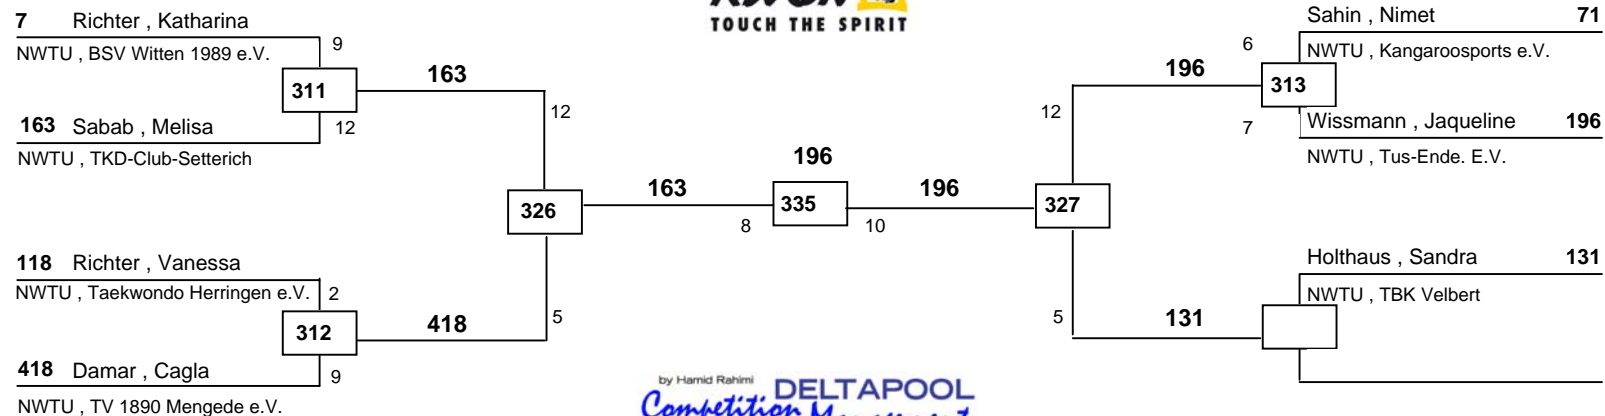 7 Richter , Katharina
NWTU , BSV Witten 1989 e.V.
9
311
163
12
163 Sabab , Melisa
NWTU , TKD-Club-Setterich
12
326
163
8
118 Richter , Vanessa
NWTU , Taekwondo Herringen e.V.
2
312
418
5
418 Damar , Cagla
9
NWTU , TV 1890 Mengede e.V.
TOUCH THE SPIRIT
196
335
10
196
327
Sahin , Nimet 71
6
NWTU , Kangaroosports e.V.
196
313
12
7
Wissmann , Jaqueline 196
NWTU , Tus-Ende. E.V.
Holthaus , Sandra 131
NWTU , TBK Velbert
5
131
by Hamid Rahimi
DELTAPOOL
Competition